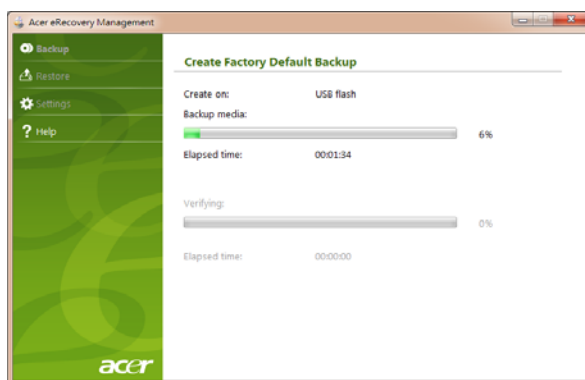 Acer eRecovery Management
Backup
Restore
Settings
Help
Create Factory Default Backup
Create on: USB flash
Backup media:
6%
Elapsed time: 00:01:34
Verifying:
0%
Elapsed time: 00:00:00
acer